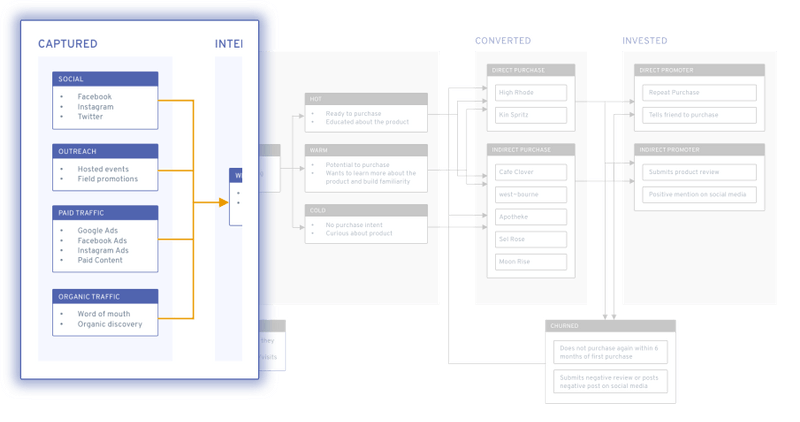 CAPTURED
SOCIAL
• Facebook
• Instagram
• Twitter
OUTREACH
• Hosted events
• Field promotions
PAID TRAFFIC
• Google Ads
• Facebook Ads
• Instagram Ads
• Paid Content
ORGANIC TRAFFIC
• Word of mouth
• Organic discovery
INTE
HOT
• Ready to purchase
• Educated about the product
WARM
• Potential to purchase
• Wants to learn more about the
product and build familiarity
COLD
• No purchase intent
• Curious about product
they
visits
CONVERTED
DIRECT PURCHASE
High Rhode
Kin Spritz
INDIRECT PURCHASE
Cafe Clover
west~bourne
Apotheke
Sel Rose
Moon Rise
INVESTED
DIRECT PROMOTER
Repeat Purchase
Tells friend to purchase
INDIRECT PROMOTER
Submits product review
Positive mention on social media
CHURNED
Does not purchase again within 6
months of first purchase
Submits negative review or posts
negative post on social media